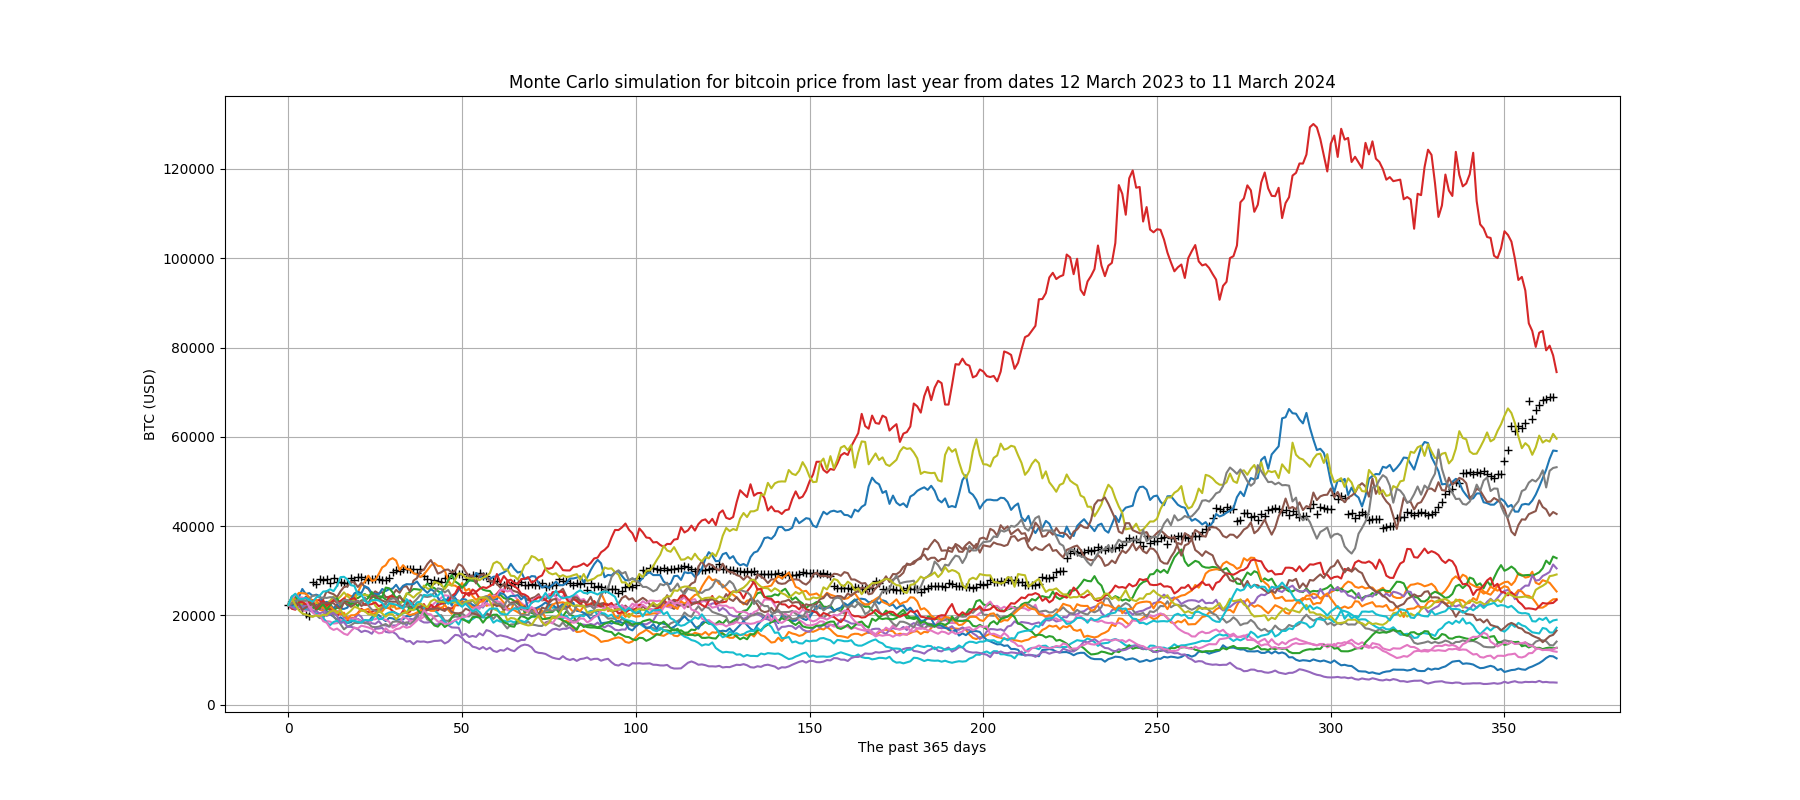 Monte Carlo simulation for bitcoin price from last year from dates 12 March 2023 to 11 March 2024
120000
100000
80000
60000
40000
20000
0
BTC (USD)
0 50 100 150 200 250 300 350
The past 365 days